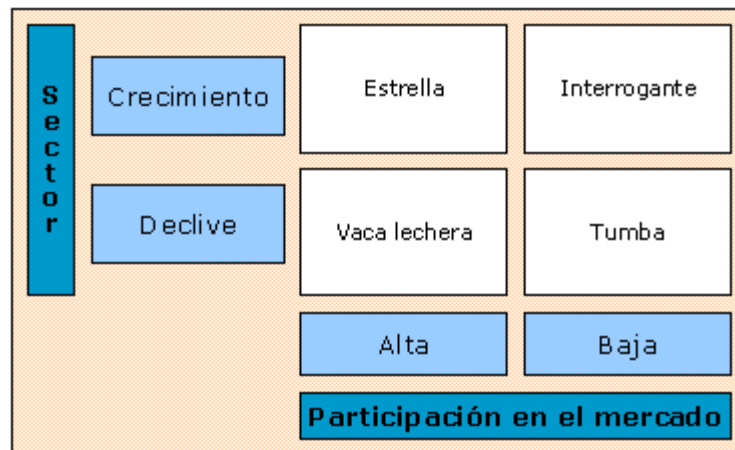 Sector
Crecimiento
Estrella
Interrogante
Declive
Vaca lechera
Tumba
Alta
Baja
Participación en el mercado